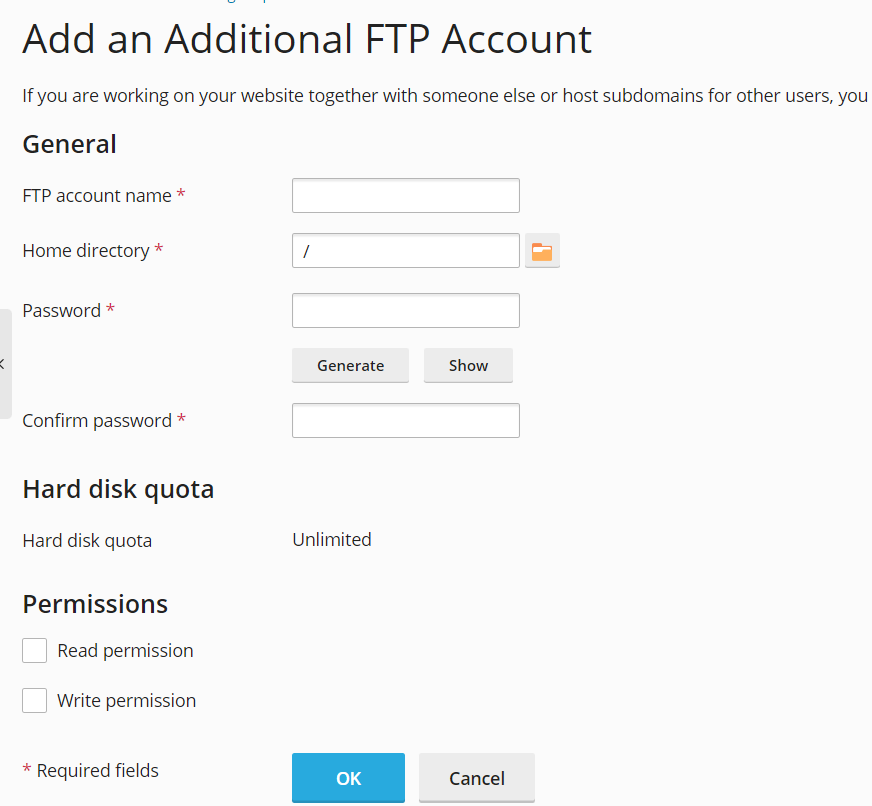 Add an Additional FTP Account
If you are working on your website together with someone else or host subdomains for other users, you
General
FTP account name *
Home directory * /
Password *
Generate Show
Confirm password *
Hard disk quota
Hard disk quota Unlimited
Permissions
Read permission
Write permission
* Required fields OK Cancel